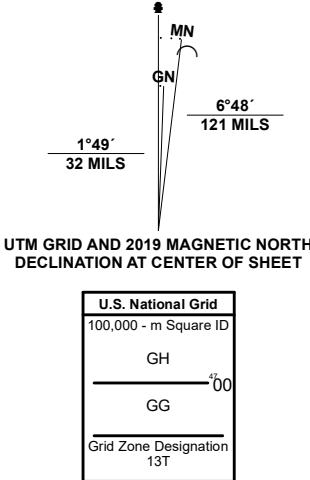 MN
GN
6°48´
121 MILS
1°49´
32 MILS
UTM GRID AND 2019 MAGNETIC NORTH
DECLINATION AT CENTER OF SHEET
U.S. National Grid
100,000 - m Square ID
GH
4700
GG
Grid Zone Designation
13T